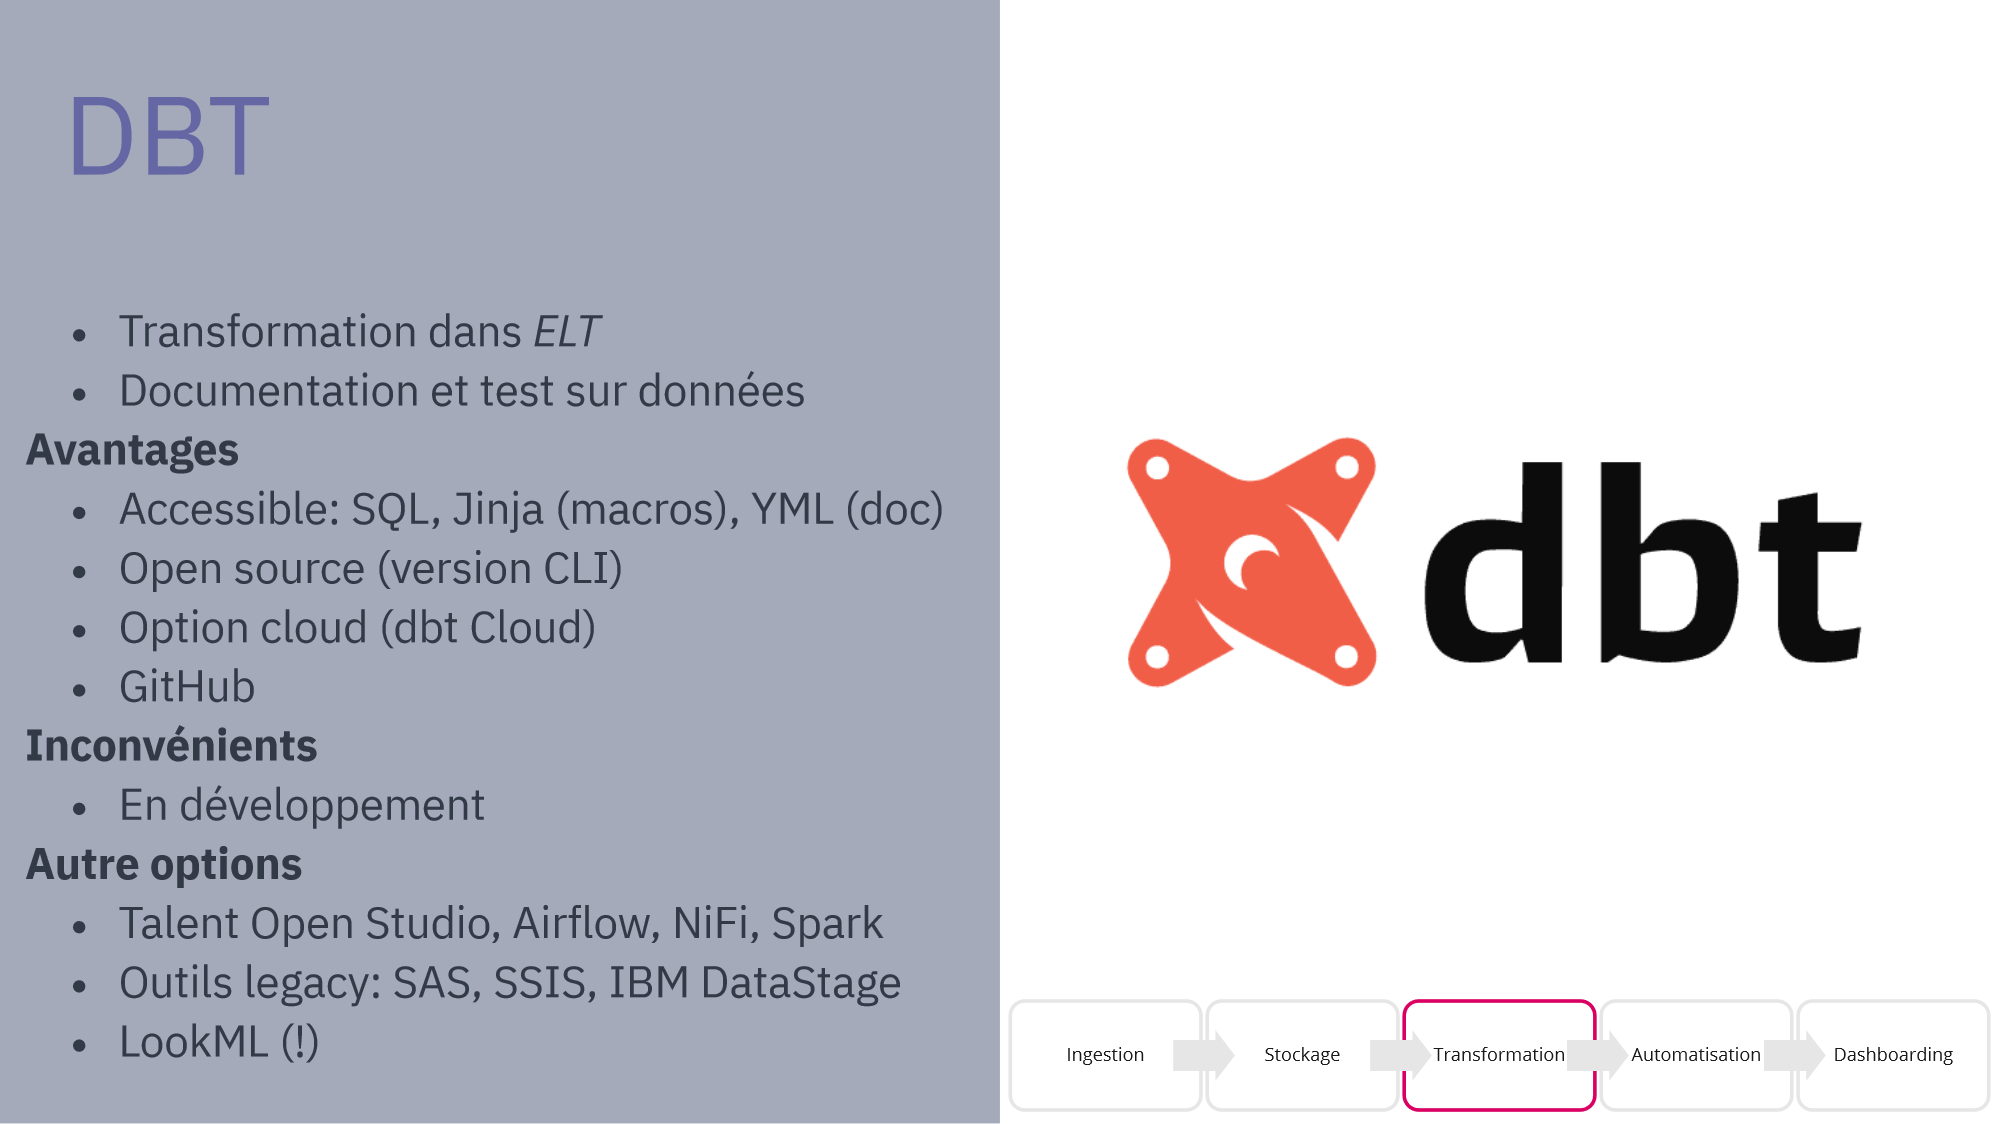 DBT
• Transformation dans ELT
• Documentation et test sur données
Avantages
• Accessible: SQL, Jinja (macros), YML (doc)
• Open source (version CLI)
• Option cloud (dbt Cloud)
• GitHub
Inconvénients
• En développement
Autre options
• Talent Open Studio, Airflow, NiFi, Spark
• Outils legacy: SAS, SSIS, IBM DataStage
• LookML (!)
dbt
Ingestion
Stockage
Transformation
Automatisation
Dashboarding